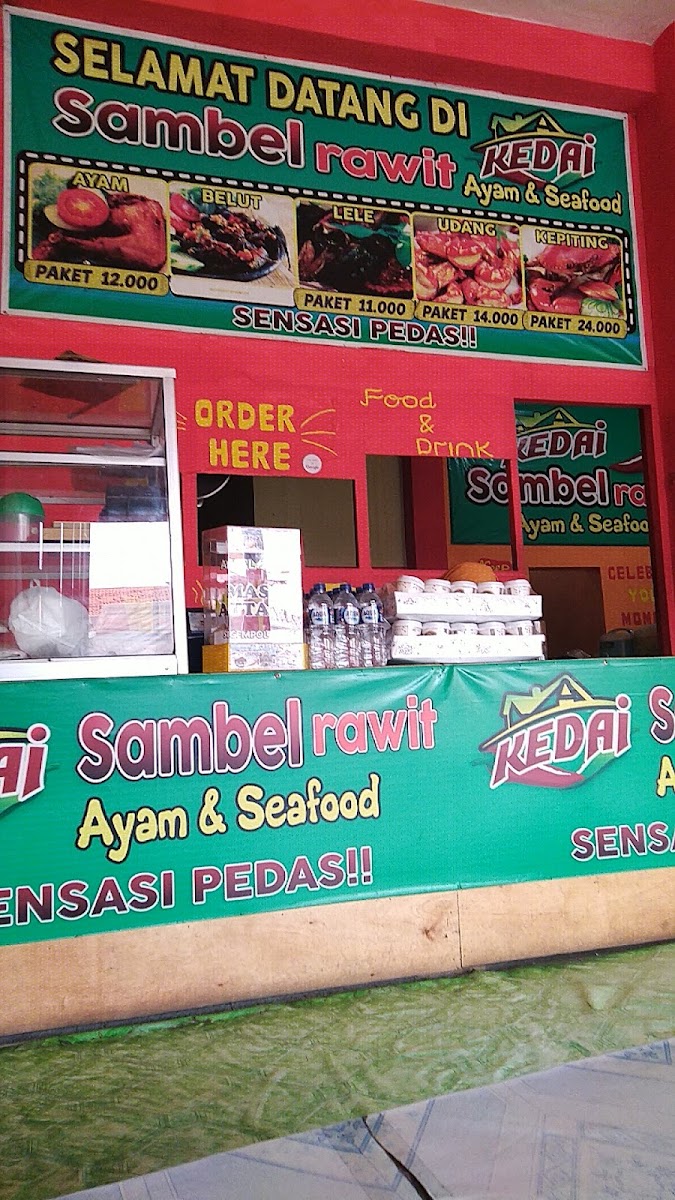 SELAMAT DATANG DI
Sambel rawit
KEDAI
Ayam & Seafood
AYAM
BELUT
LELE
UDANG
KEPITING
PAKET 12.000
PAKET 11.000
PAKET 14.000
PAKET 24.000
SENSASI PEDAS!!
ORDER
HERE
Food
&
Drink
KEDAI
Sambel
Ayam & Seafood
Sambel rawit
Ayam & Seafood
ENSASI PEDAS!!
KEDAI
SENSA